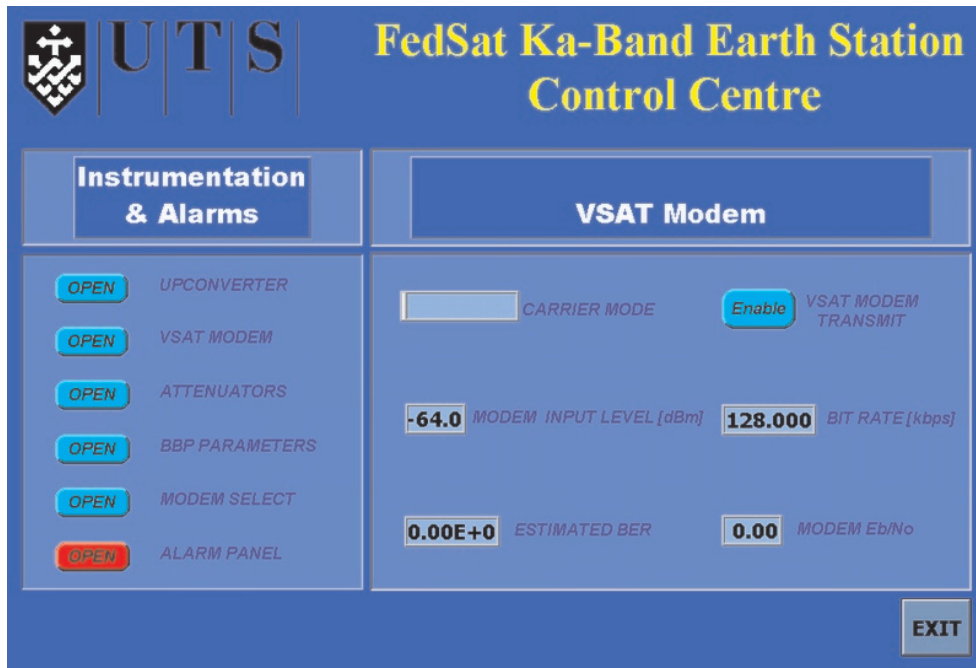 UTS
FedSat Ka-Band Earth Station
Control Centre
Instrumentation
& Alarms
OPEN UPCONVERTER
OPEN VSAT MODEM
OPEN ATTENUATORS
OPEN BBP PARAMETERS
OPEN MODEM SELECT
OPEN ALARM PANEL
VSAT Modem
CARRIER MODE
Enable VSAT MODEM
TRANSMIT
-64.0 MODEM INPUT LEVEL [dBm]
128.000 BIT RATE [kbps]
0.00E+0 ESTIMATED BER
0.00 MODEM Eb/No
EXIT